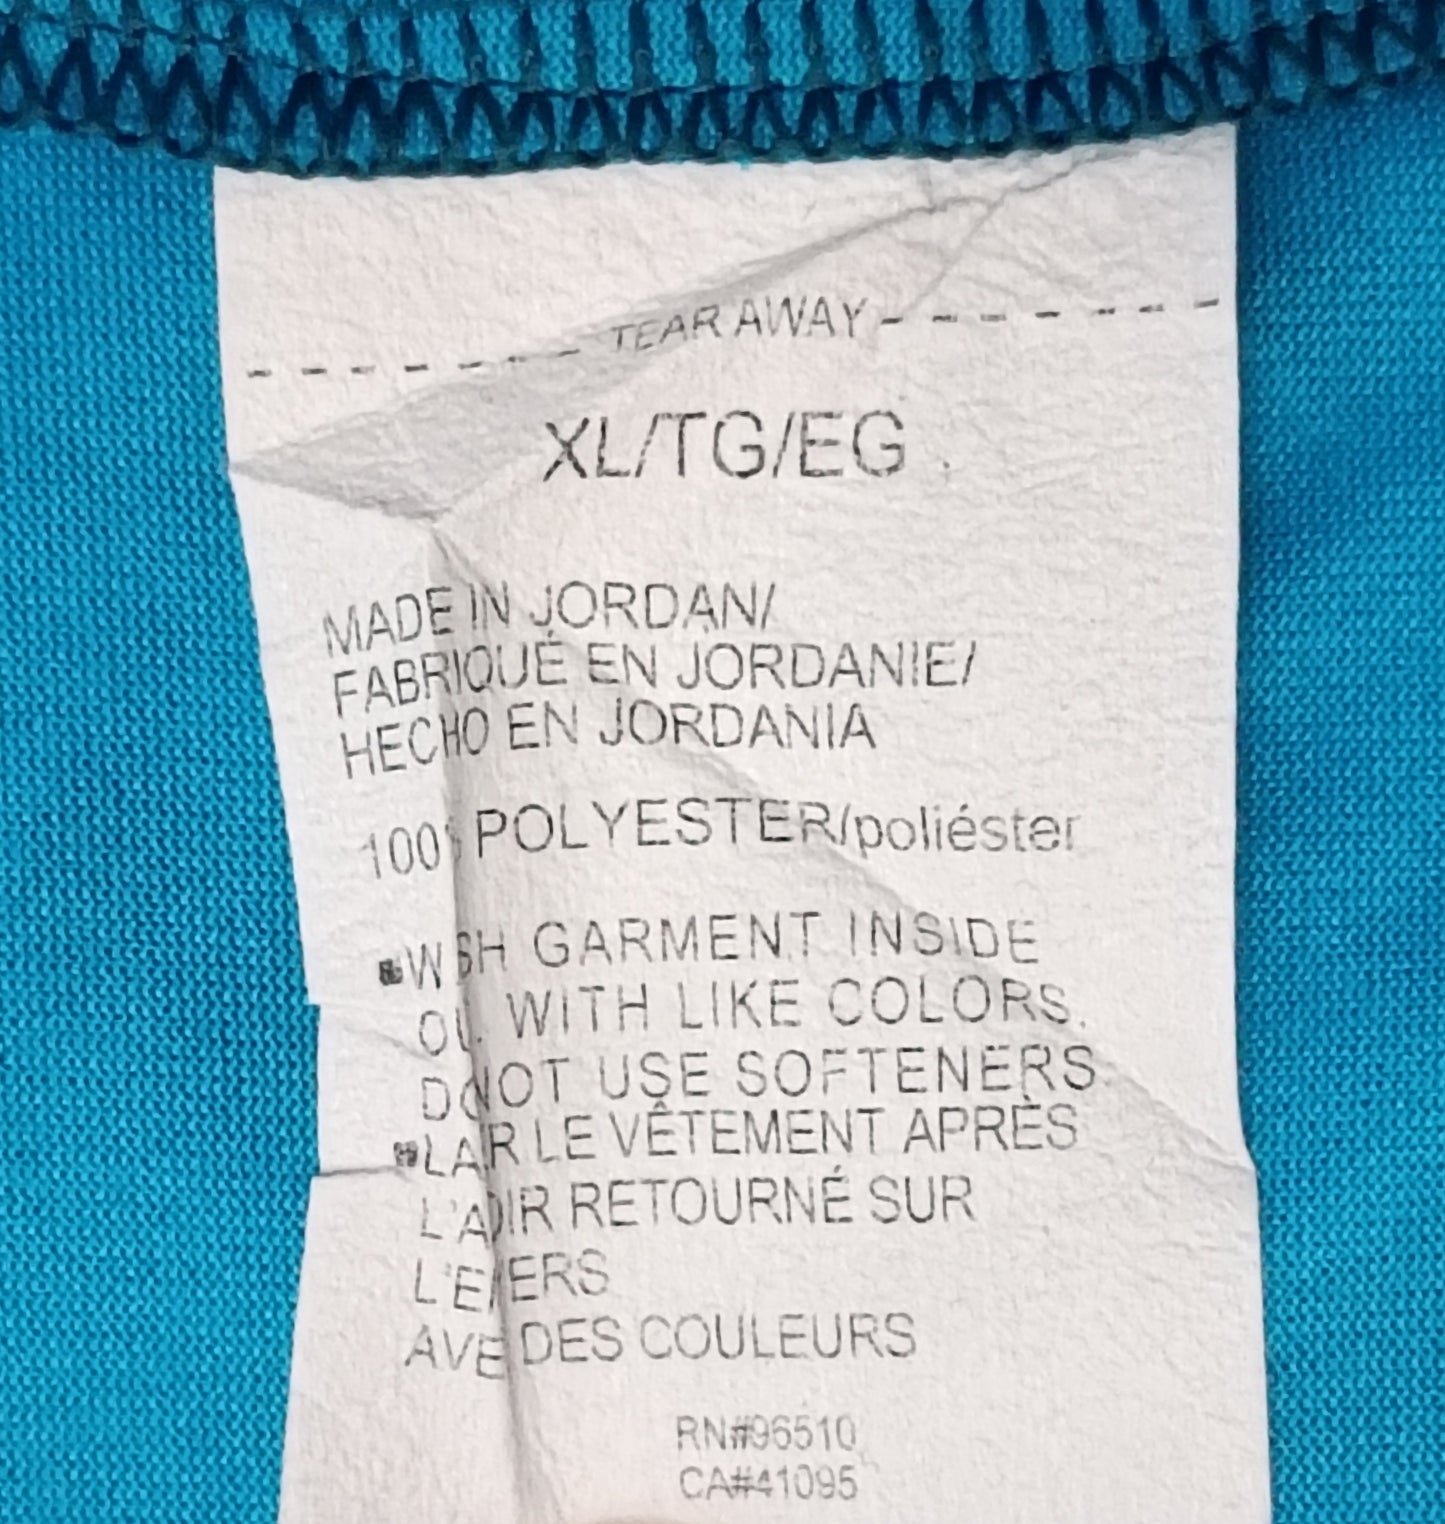 TEAR AWAY
XL/TG/EG
MADE IN JORDAN/
FABRIQUÉ EN JORDANIE/
HECHO EN JORDANIA
100% POLYESTER/poliéster
GARMENT INSIDE
WITH LIKE COLORS.
USE SOFTENERS.
LE VÊTEMENT APRÈS
RETOURNÉ SUR
DES COULEURS
RN#96510
CA#41095